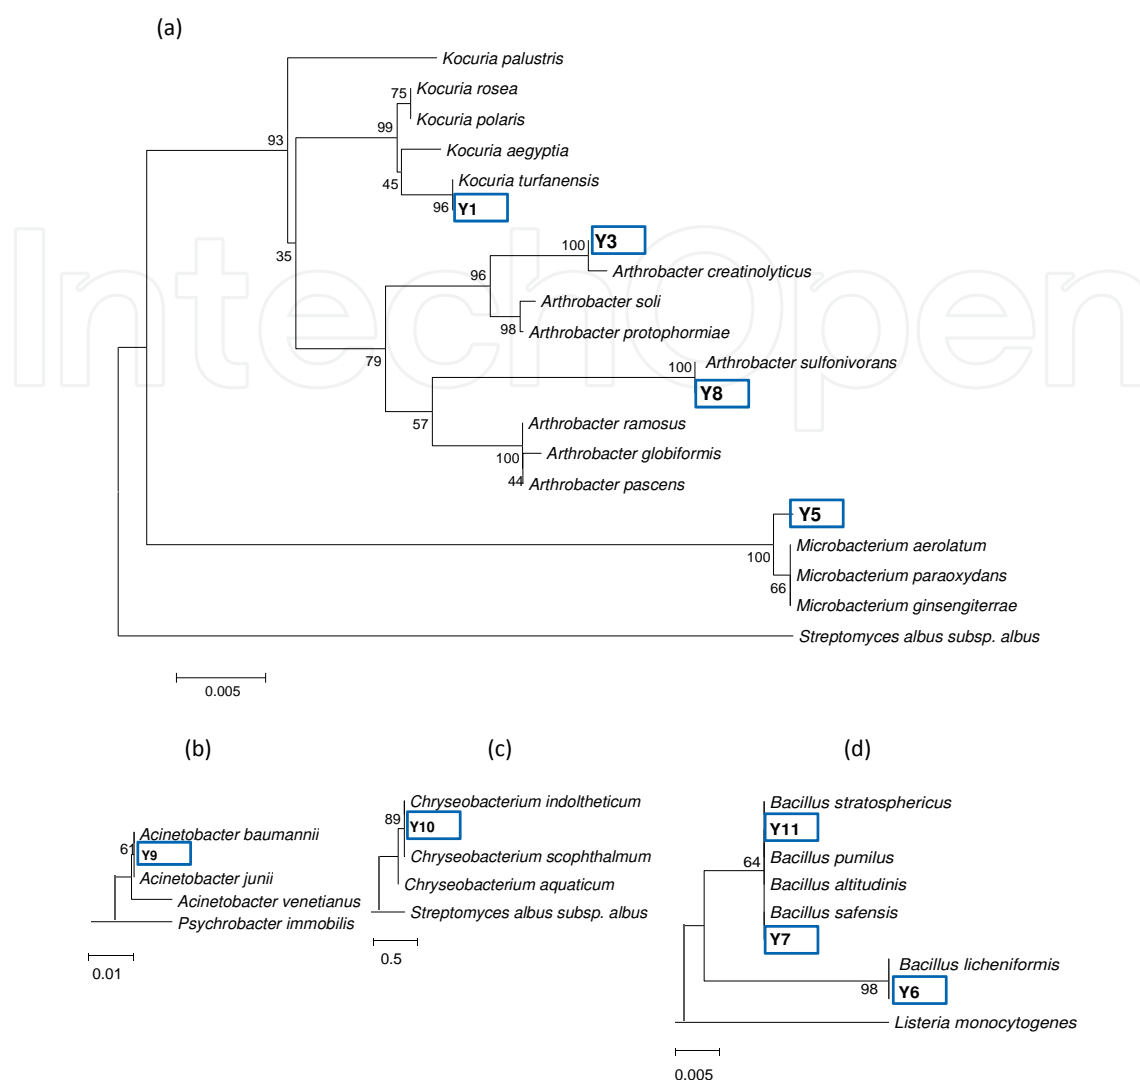 (a)
Kocuria palustris
75 Kocuria rosea
Kocuria polaris
99
93
Kocuria aegyptia
45
Kocuria turfanensis
96 Y1
35
100 Y3
Arthrobacter creatinolyticus
96
Arthrobacter soli
98 Arthrobacter protophormiae
79
100 Arthrobacter sulfonivorans
Y8
57
Arthrobacter ramosus
100 Arthrobacter globiformis
44 Arthrobacter pascens
Y5
100
Microbacterium aerolatum
Microbacterium paraoxydans
66
Microbacterium ginsengiterrae
Streptomyces albus subsp. albus
0.005
IntechOpen
(b)
Acinetobacter baumannii
61 Y9
Acinetobacter junii
Acinetobacter venetianus
Psychrobacter immobilis
0.01
(c)
Chryseobacterium indoltheticum
89 Y10
Chryseobacterium scophthalmum
Chryseobacterium aquaticum
Streptomyces albus subsp. albus
0.5
(d)
Bacillus stratosphericus
Y11
64 Bacillus pumilus
Bacillus altitudinis
Bacillus safensis
Y7
Bacillus licheniformis
98 Y6
Listeria monocytogenes
0.005